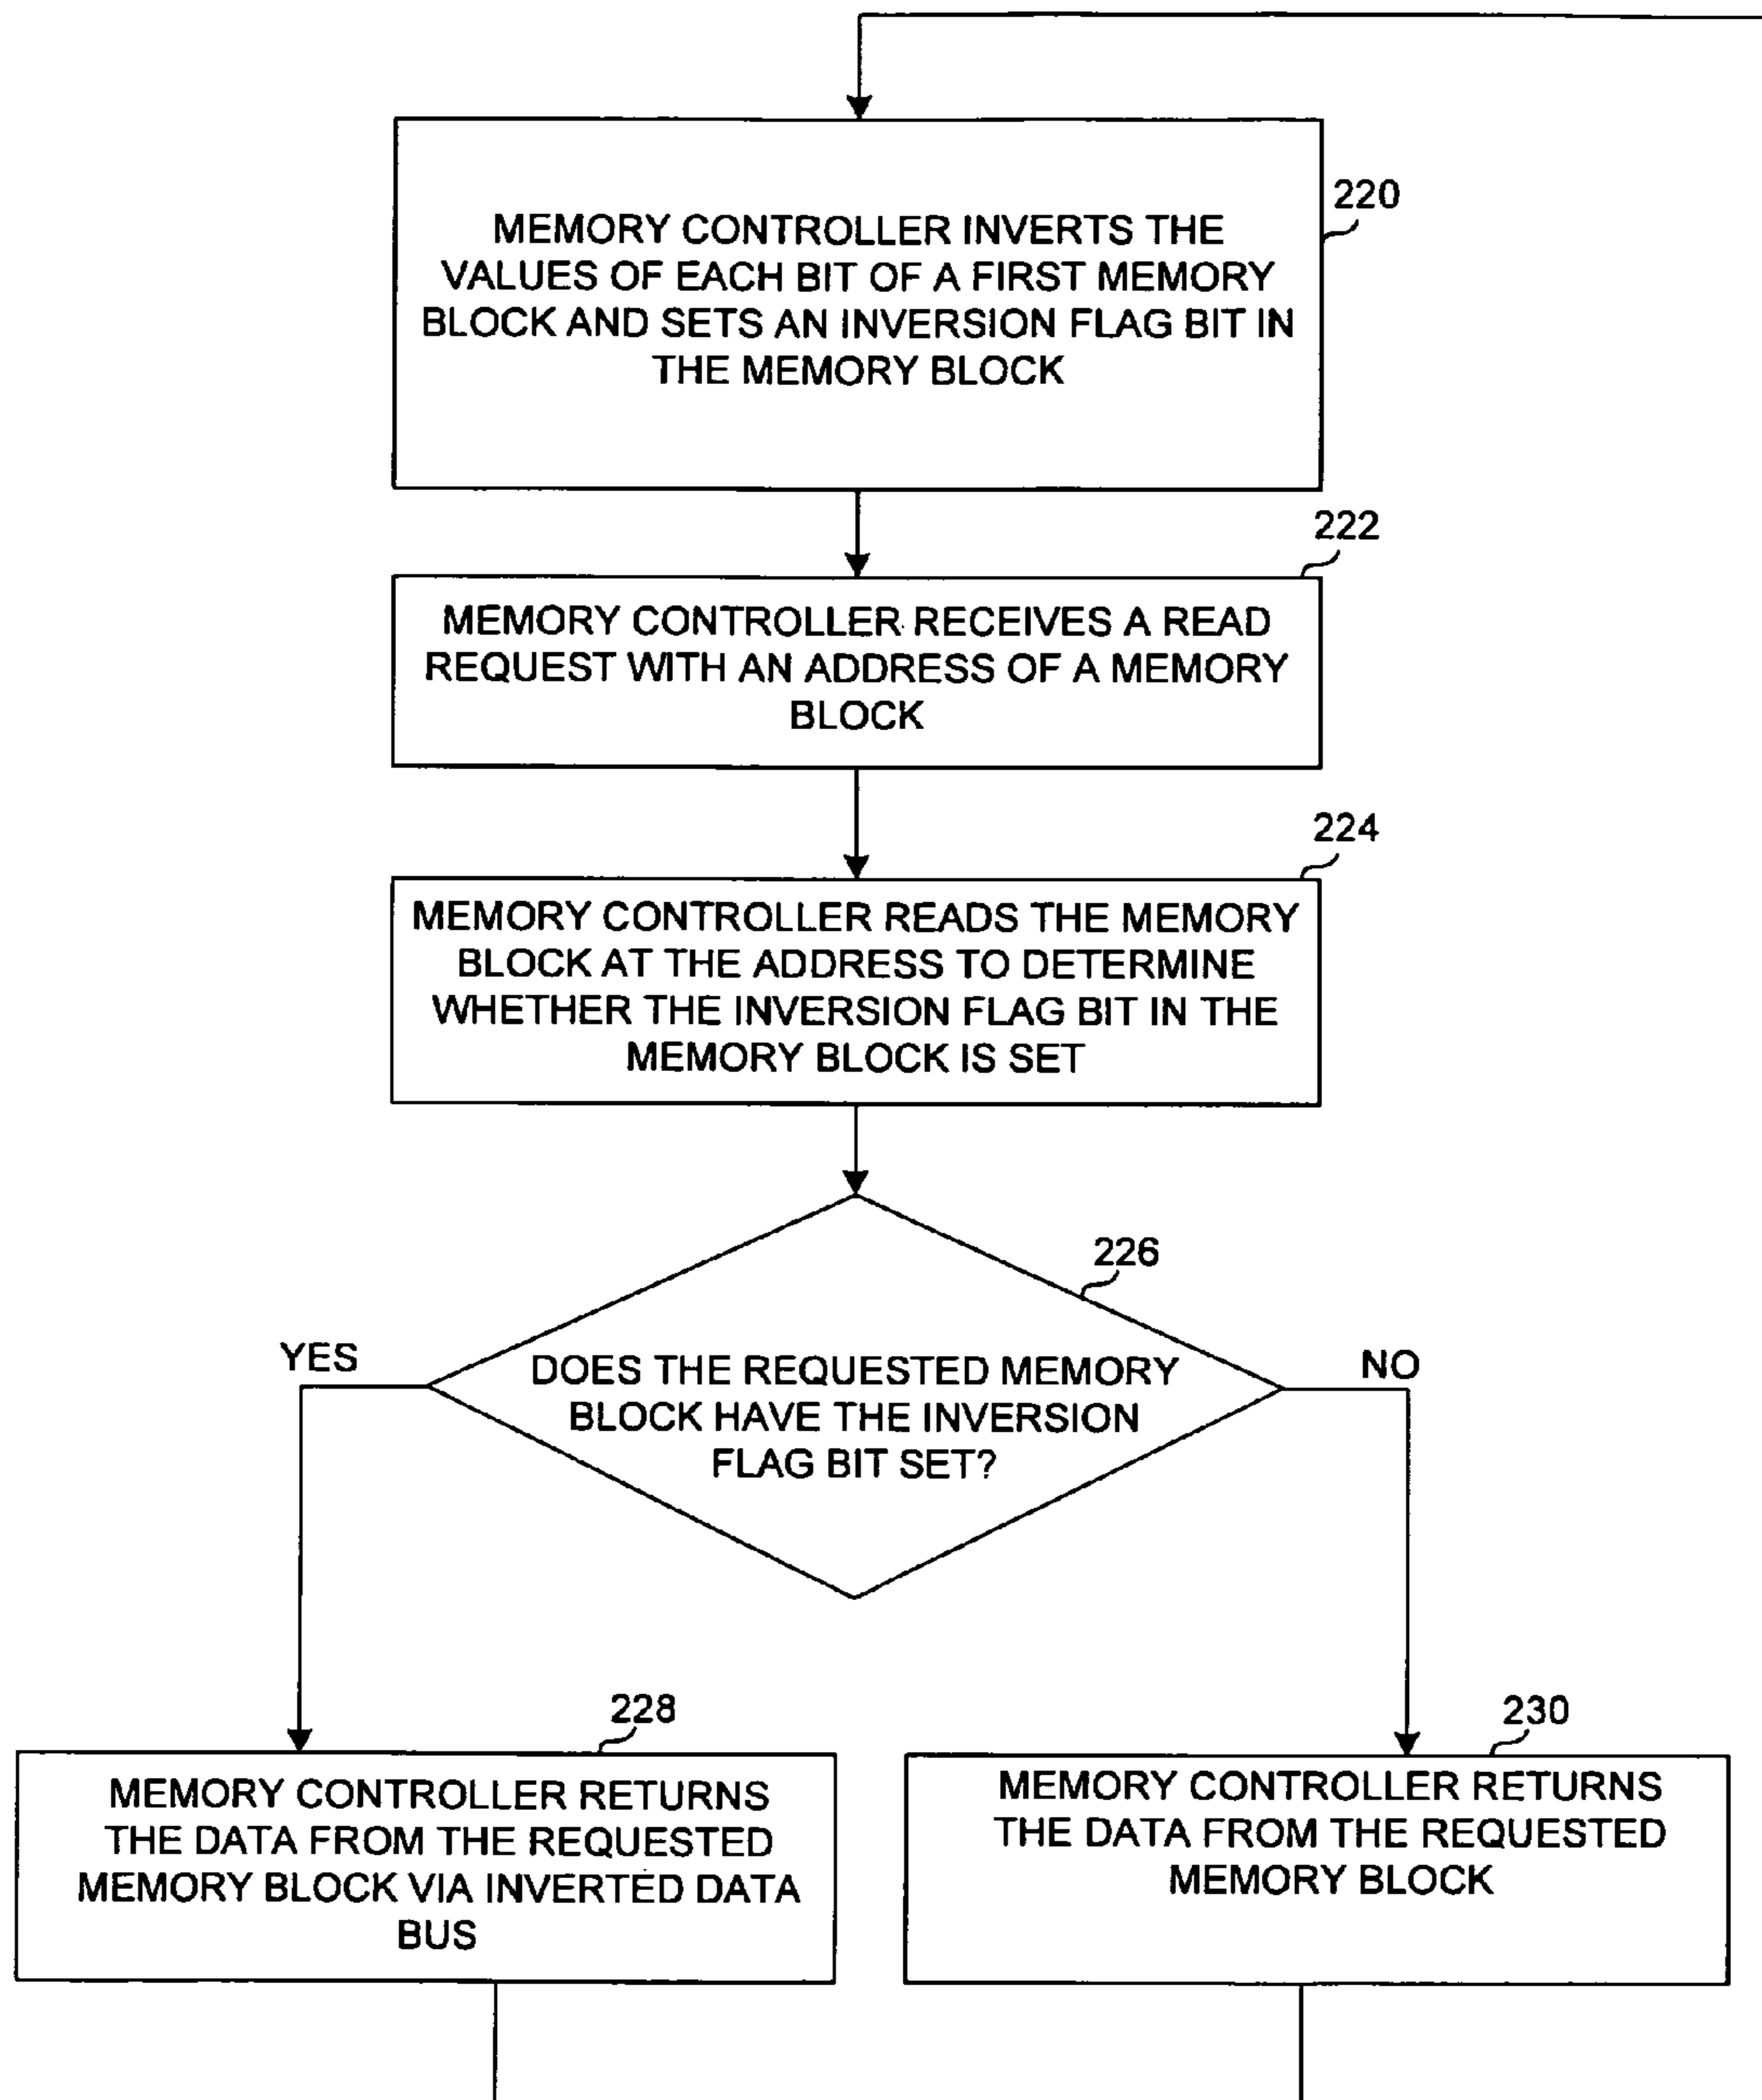 220
MEMORY CONTROLLER INVERTS THE
VALUES OF EACH BIT OF A FIRST MEMORY
BLOCK AND SETS AN INVERSION FLAG BIT IN
THE MEMORY BLOCK
222
MEMORY CONTROLLER RECEIVES A READ
REQUEST WITH AN ADDRESS OF A MEMORY
BLOCK
224
MEMORY CONTROLLER READS THE MEMORY
BLOCK AT THE ADDRESS TO DETERMINE
WHETHER THE INVERSION FLAG BIT IN THE
MEMORY BLOCK IS SET
226
DOES THE REQUESTED MEMORY
BLOCK HAVE THE INVERSION
FLAG BIT SET?
YES
NO
228
MEMORY CONTROLLER RETURNS
THE DATA FROM THE REQUESTED
MEMORY BLOCK VIA INVERTED DATA
BUS
230
MEMORY CONTROLLER RETURNS
THE DATA FROM THE REQUESTED
MEMORY BLOCK